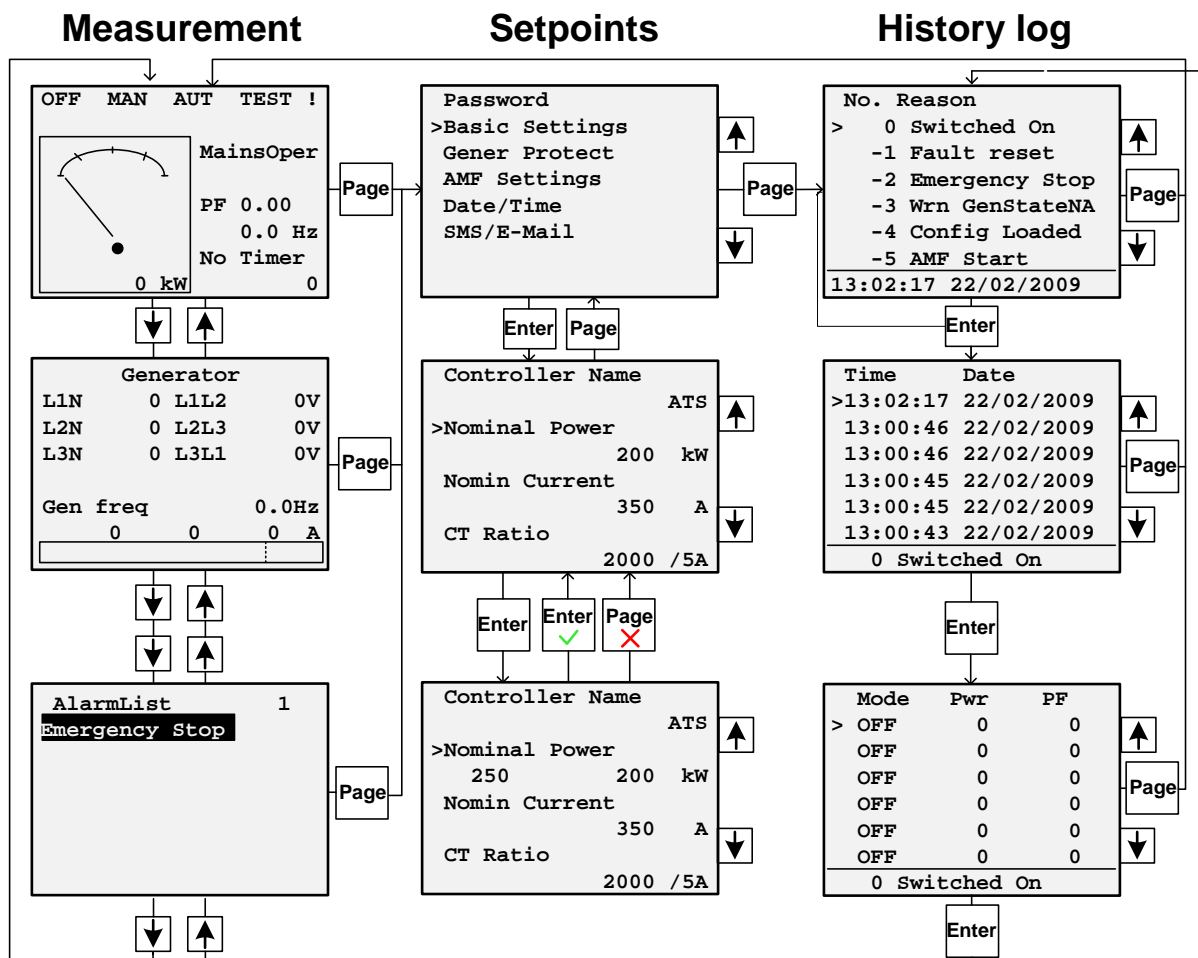 Measurement
OFF MAN AUT TEST !
MainsOper
PF 0.00
0.0 Hz
No Timer
0 kW 0
Page
Generator
L1N 0 L1L2 0V
L2N 0 L2L3 0V
L3N 0 L3L1 0V
Gen freq 0.0Hz
0 0 0 A
Page
AlarmList 1
Emergency Stop
Page
Setpoints
Password
>Basic Settings
Gener Protect
AMF Settings
Date/Time
SMS/E-Mail
Page
Enter Page
Controller Name
ATS
>Nominal Power
200 kW
Nomin Current
350 A
CT Ratio
2000 /5A
Enter Enter Page
Controller Name
ATS
>Nominal Power
250 200 kW
Nomin Current
350 A
CT Ratio
2000 /5A
History log
No. Reason
> 0 Switched On
-1 Fault reset
-2 Emergency Stop
-3 Wrn GenStateNA
-4 Config Loaded
-5 AMF Start
13:02:17 22/02/2009
Page
Enter
Time Date
>13:02:17 22/02/2009
13:00:46 22/02/2009
13:00:46 22/02/2009
13:00:45 22/02/2009
13:00:45 22/02/2009
13:00:43 22/02/2009
0 Switched On
Page
Enter
Mode Pwr PF
> OFF 0 0
OFF 0 0
OFF 0 0
OFF 0 0
OFF 0 0
OFF 0 0
0 Switched On
Page
Enter